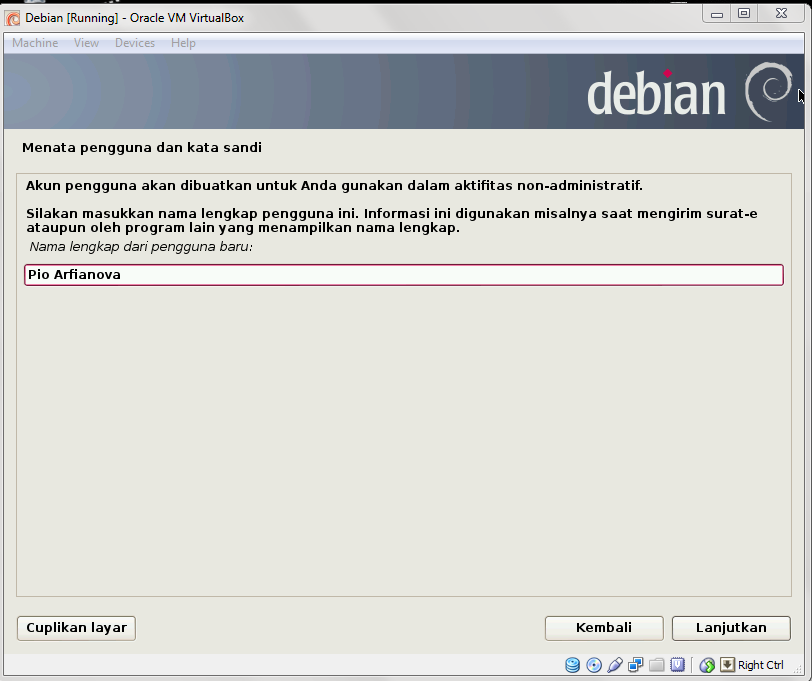 Debian [Running] - Oracle VM VirtualBox
Machine View Devices Help
debian
Menata pengguna dan kata sandi
Akun pengguna akan dibuatkan untuk Anda gunakan dalam aktifitas non-administratif.
Silakan masukkan nama lengkap pengguna ini. Informasi ini digunakan misalnya saat mengirim surat-e
ataupun oleh program lain yang menampilkan nama lengkap.
Nama lengkap dari pengguna baru:
Pio Arfianova
Cuplikan layar Kembali Lanjutkan
Right Ctrl